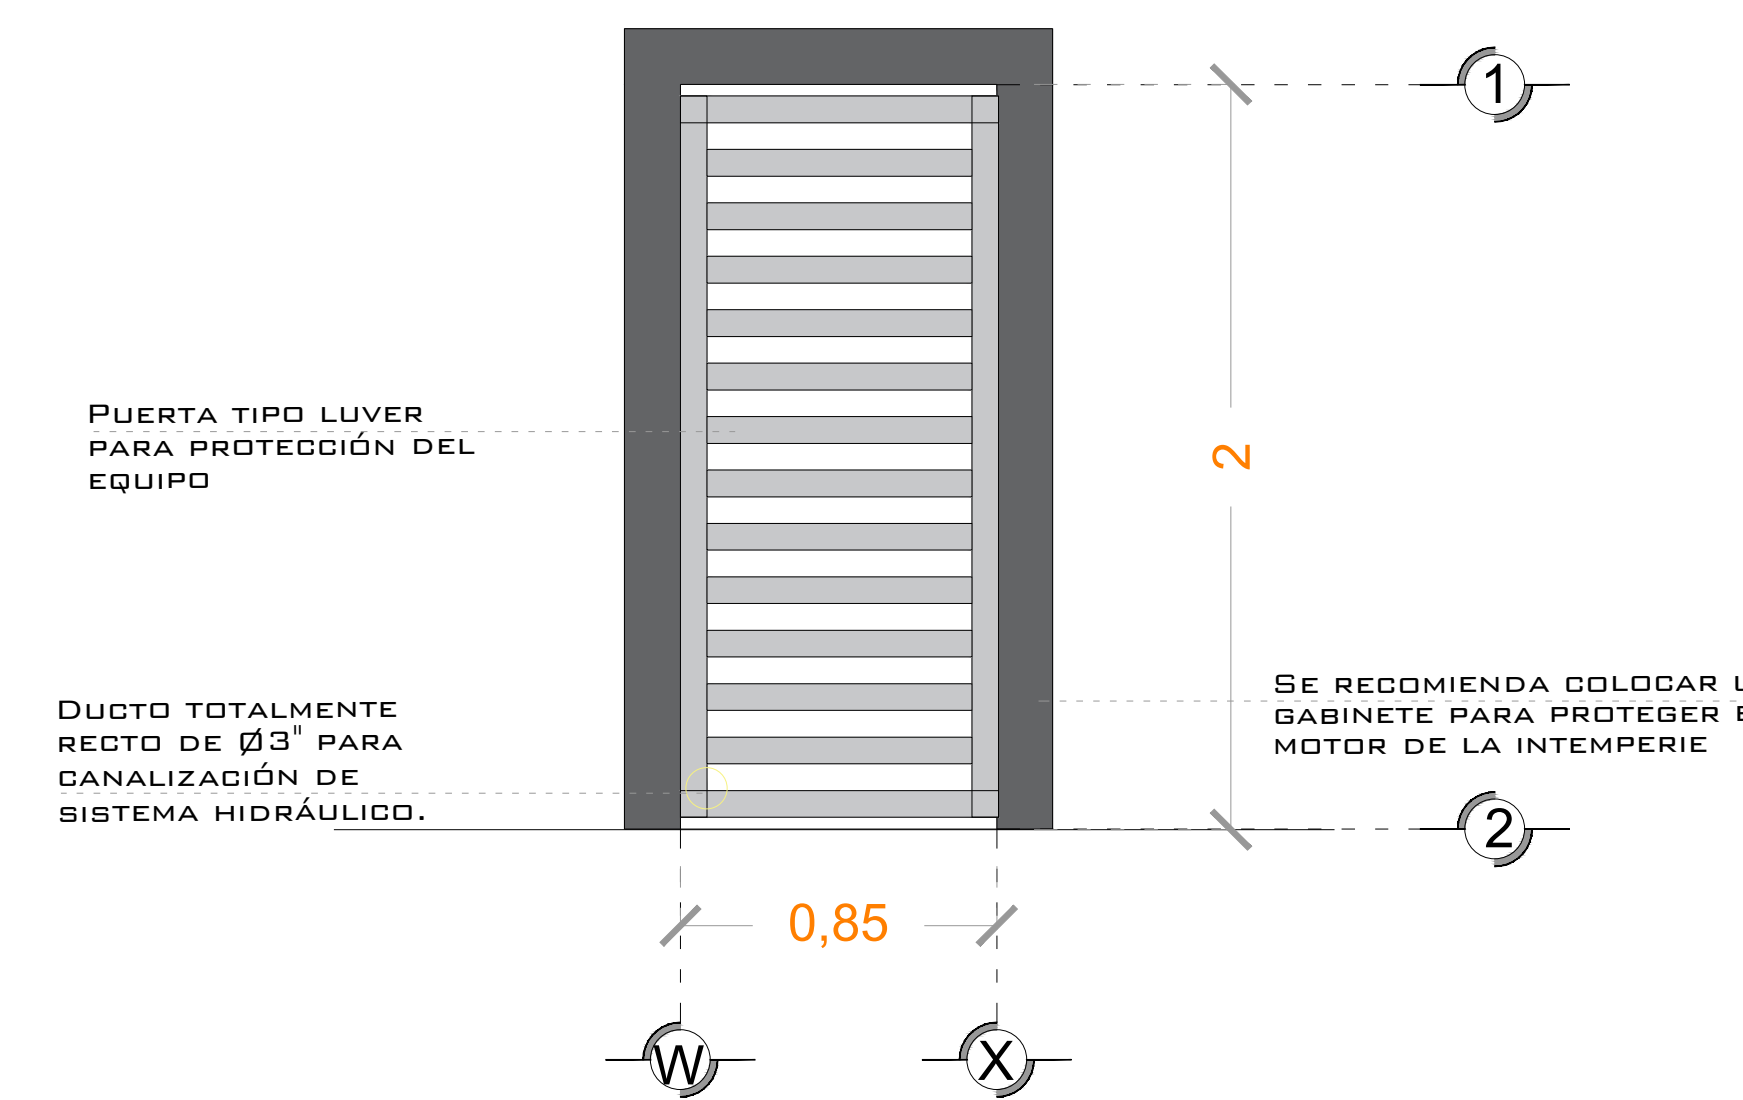 1
Puerta tipo luver
para protección del
equipo
2
Ducto totalmente
recto de Ø3" para
canalización de
sistema hidráulico.
Se recomienda colocar
gabinete para proteger
motor de la intemperie
2
0,85
W
X